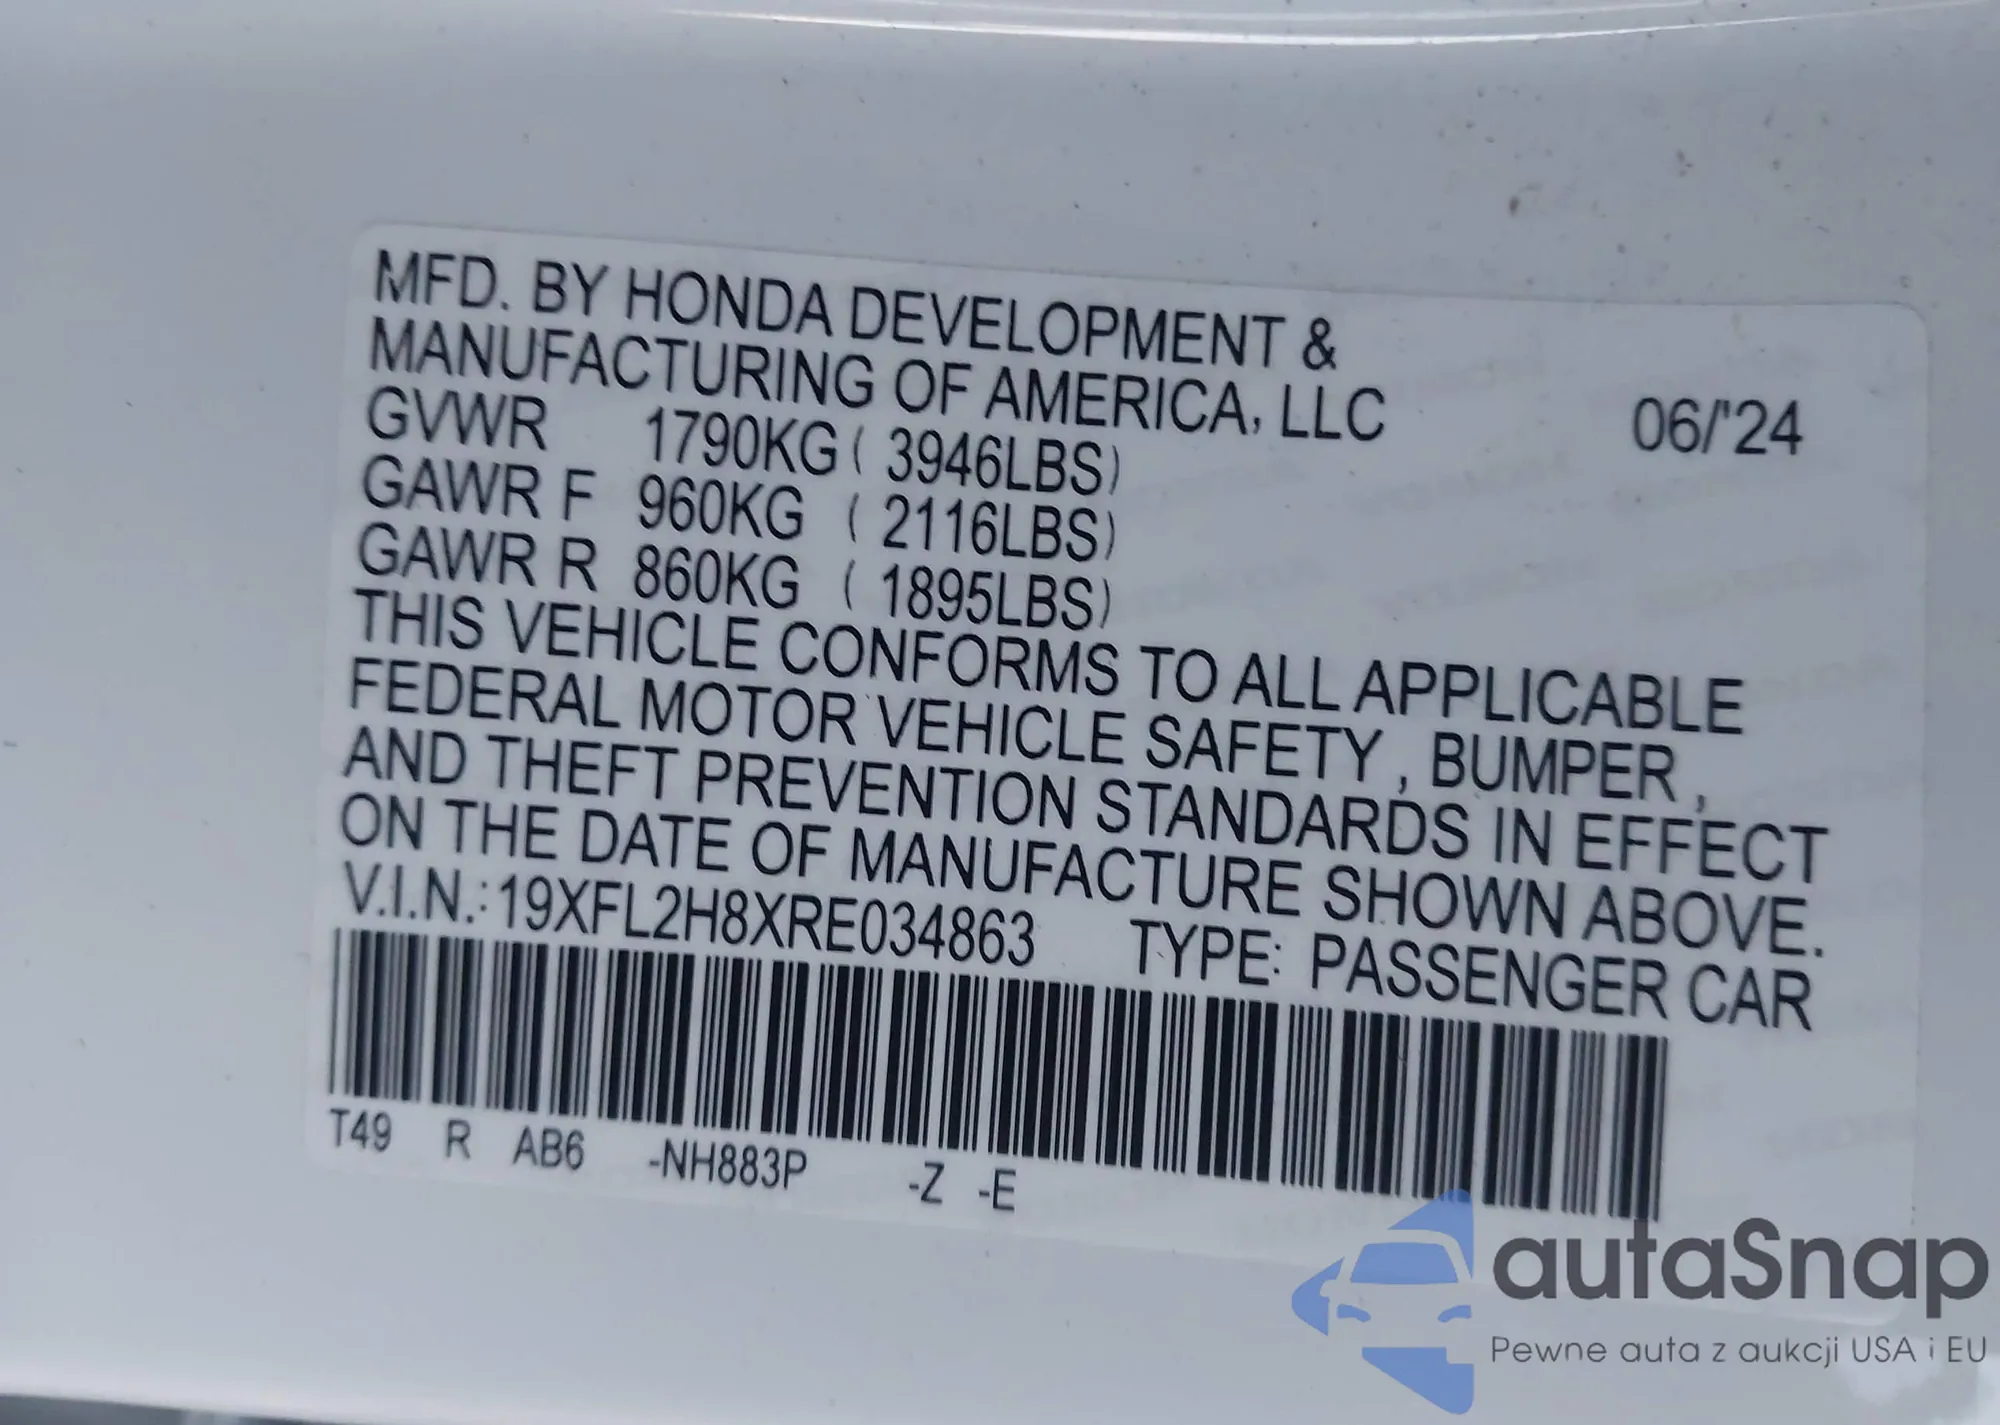 MFD. BY HONDA DEVELOPMENT &
MANUFACTURING OF AMERICA, LLC 06/'24
GVWR 1790KG ( 3946LBS)
GAWR F 960KG ( 2116LBS)
GAWR R 860KG ( 1895LBS)
THIS VEHICLE CONFORMS TO ALL APPLICABLE
FEDERAL MOTOR VEHICLE SAFETY , BUMPER ,
AND THEFT PREVENTION STANDARDS IN EFFECT
ON THE DATE OF MANUFACTURE SHOWN ABOVE.
V.I.N.: 19XFL2H8XRE034863 TYPE: PASSENGER CAR
T49 R AB6 -NH883P -Z -E
autaSnap
Pewne auta z aukcji USA i EU